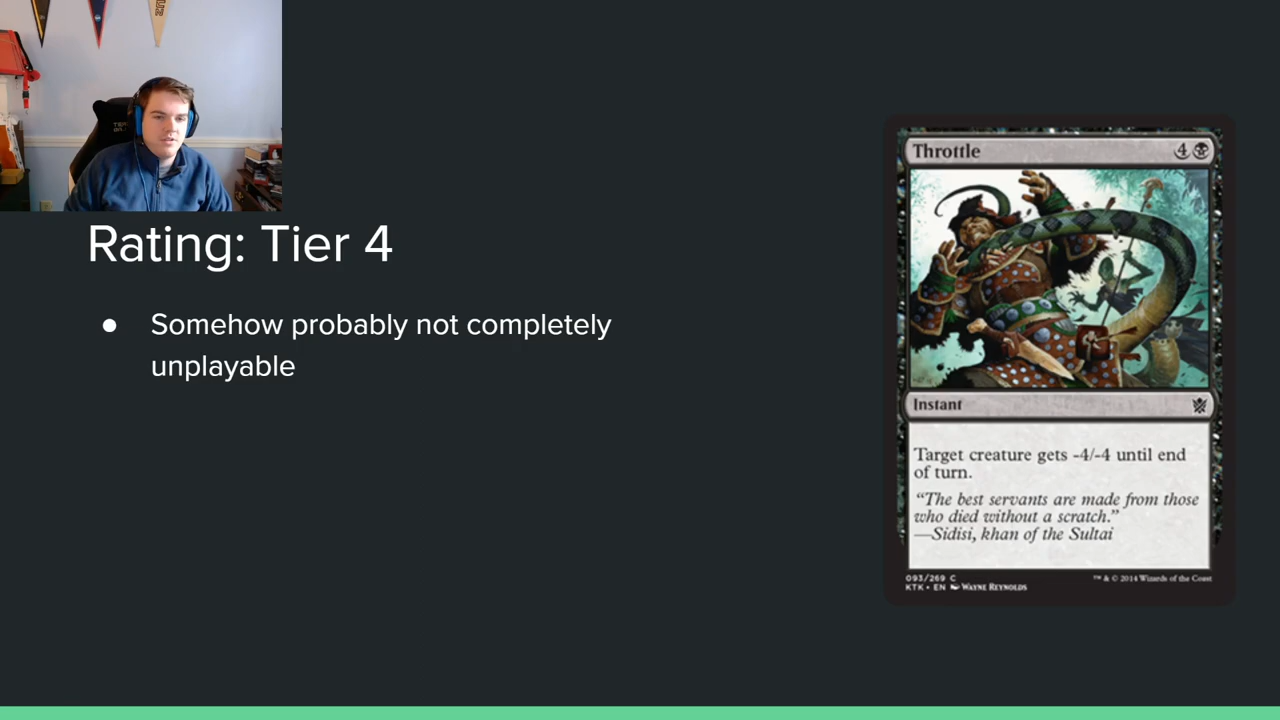 Rating: Tier 4
● Somehow probably not completely
unplayable
Throttle 4
Instant
Target creature gets -4/-4 until end
of turn.
“The best servants are made from those
who died without a scratch.”
—Sidisi, khan of the Sultai
093/269 C
KTK • EN Wayne Reynolds
™ & © 2014 Wizards of the Coast